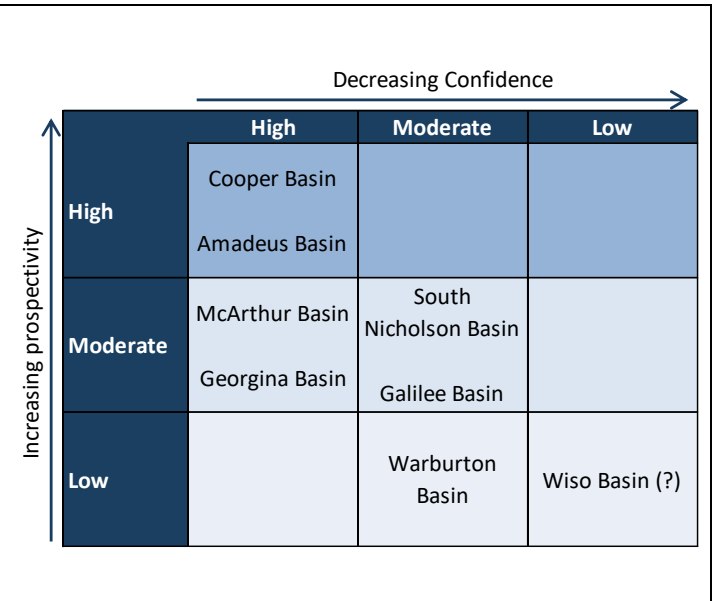 Decreasing Confidence
High
Moderate
Low
Increasing prospectivity
High
Cooper Basin
Amadeus Basin
Moderate
McArthur Basin
Georgina Basin
South
Nicholson Basin
Galilee Basin
Low
Warburton
Basin
Wiso Basin (?)